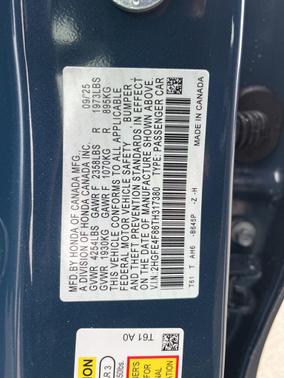 MFD. BY HONDA OF CANADA MFG. 09/25
A DIVISION OF HONDA CANADA INC.
GVWR 4254LBS GAWR F 2358LBS R 1973LBS
GVWR 1930KG GAWR F 1070KG R 895KG
THIS VEHICLE CONFORMS TO ALL APPLICABLE
FEDERAL MOTOR VEHICLE SAFETY, BUMPER
AND THEFT PREVENTION STANDARDS IN EFFECT
ON THE DATE OF MANUFACTURE SHOWN ABOVE.
V.I.N. 2HGFE4F86TH317380 TYPE: PASSENGER CAR
T61 T AH6 -B645P -Z -H
MADE IN CANADA
T61 A0